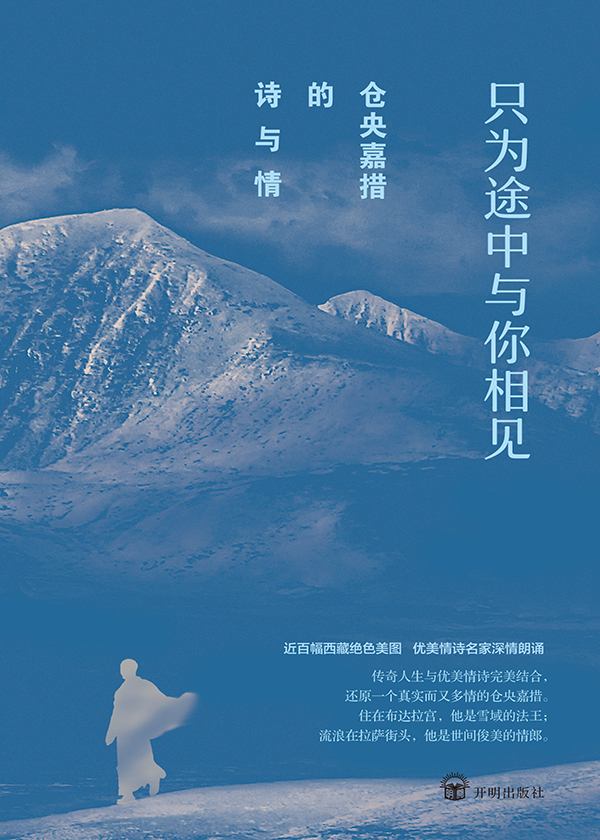 只为途中与你相见
仓央嘉措
的
诗与情
近百幅西藏绝色美图 优美情诗名家深情朗诵
传奇人生与优美情诗完美结合，
还原一个真实而又多情的仓央嘉措。
住在布达拉宫，他是雪域的法王；
流浪在拉萨街头，他是世间俊美的情郎。
开明出版社